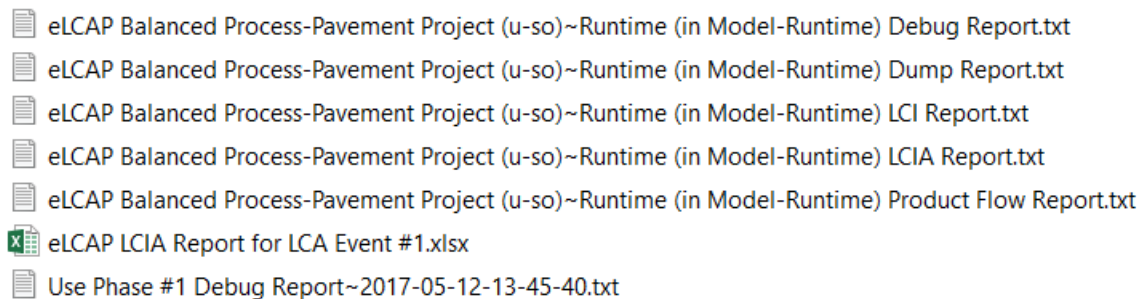 eLCAP Balanced Process-Pavement Project (u-so)~Runtime (in Model-Runtime) Debug Report.txt
eLCAP Balanced Process-Pavement Project (u-so)~Runtime (in Model-Runtime) Dump Report.txt
eLCAP Balanced Process-Pavement Project (u-so)~Runtime (in Model-Runtime) LCI Report.txt
eLCAP Balanced Process-Pavement Project (u-so)~Runtime (in Model-Runtime) LCIA Report.txt
eLCAP Balanced Process-Pavement Project (u-so)~Runtime (in Model-Runtime) Product Flow Report.txt
eLCAP LCIA Report for LCA Event #1.xlsx
Use Phase #1 Debug Report~2017-05-12-13-45-40.txt